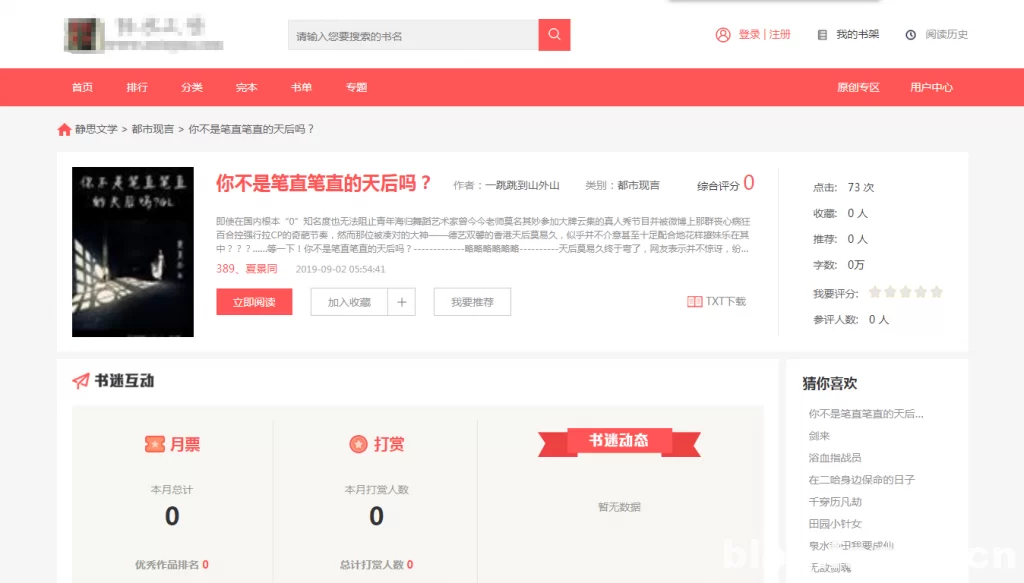 请输入您要搜索的书名
登录 | 注册
我的书架
阅读历史
首页 排行 分类 完本 书单 专题 原创专区 用户中心
静思文学 > 都市现言 > 你不是笔直笔直的天后吗？
你不是笔直笔直
的天后吗?GL
你不是笔直笔直的天后吗？ 作者：一跳跳到山外山 类别：都市现言 综合评分 0
即使在国内根本“0”知名度也无法阻止青年海归舞蹈艺术家曾今今老师莫名其妙参加大牌云集的真人秀节目并被微博上那群丧心病狂
百合控强行拉CP的奇葩节奏，然而那位被凑对的大神——德艺双馨的香港天后莫易久，似乎并不介意甚至十足配合地花样撩妹乐在其
中？？？......等一下！你不是笔直笔直的天后吗？-------------略略略略略略----------天后莫易久终于弯了，网友表示并不惊讶，纷...
389、夏景同 2019-09-02 05:54:41
立即阅读 加入收藏 + 我要推荐 TXT下载
点击: 73 次
收藏: 0 人
推荐: 0 人
字数: 0万
我要评分:
参评人数: 0 人
书迷互动
月票
本月总计
0
优秀作品排名 0
打赏
本月打赏人数
0
总计打赏人数 0
书迷动态
暂无数据
猜你喜欢
你不是笔直笔直的天后...
剑来
浴血指战员
在二哈身边保命的日子
千穿历凡劫
田园小针女